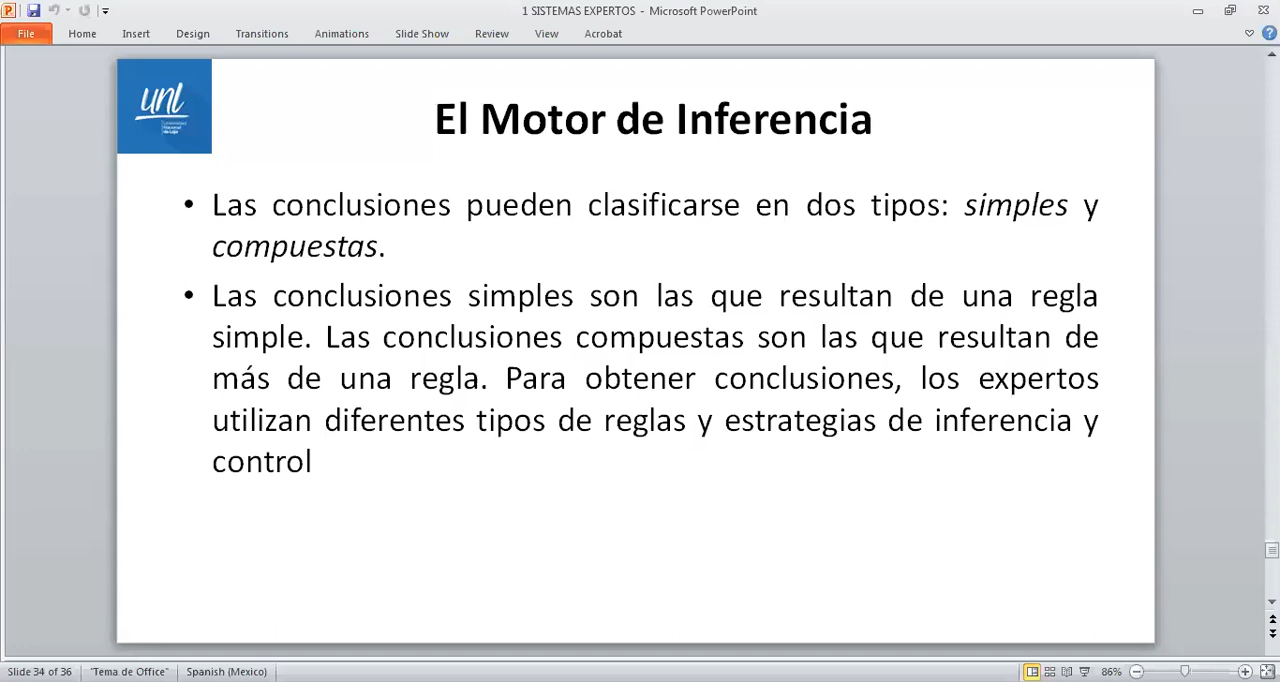 1 SISTEMAS EXPERTOS - Microsoft PowerPoint
File Home Insert Design Transitions Animations Slide Show Review View Acrobat
unl
Universidad
Nacional
de Loja
El Motor de Inferencia
• Las conclusiones pueden clasificarse en dos tipos: simples y
compuestas.
• Las conclusiones simples son las que resultan de una regla
simple. Las conclusiones compuestas son las que resultan de
más de una regla. Para obtener conclusiones, los expertos
utilizan diferentes tipos de reglas y estrategias de inferencia y
control
Slide 34 of 36 "Tema de Office" Spanish (Mexico) 86%